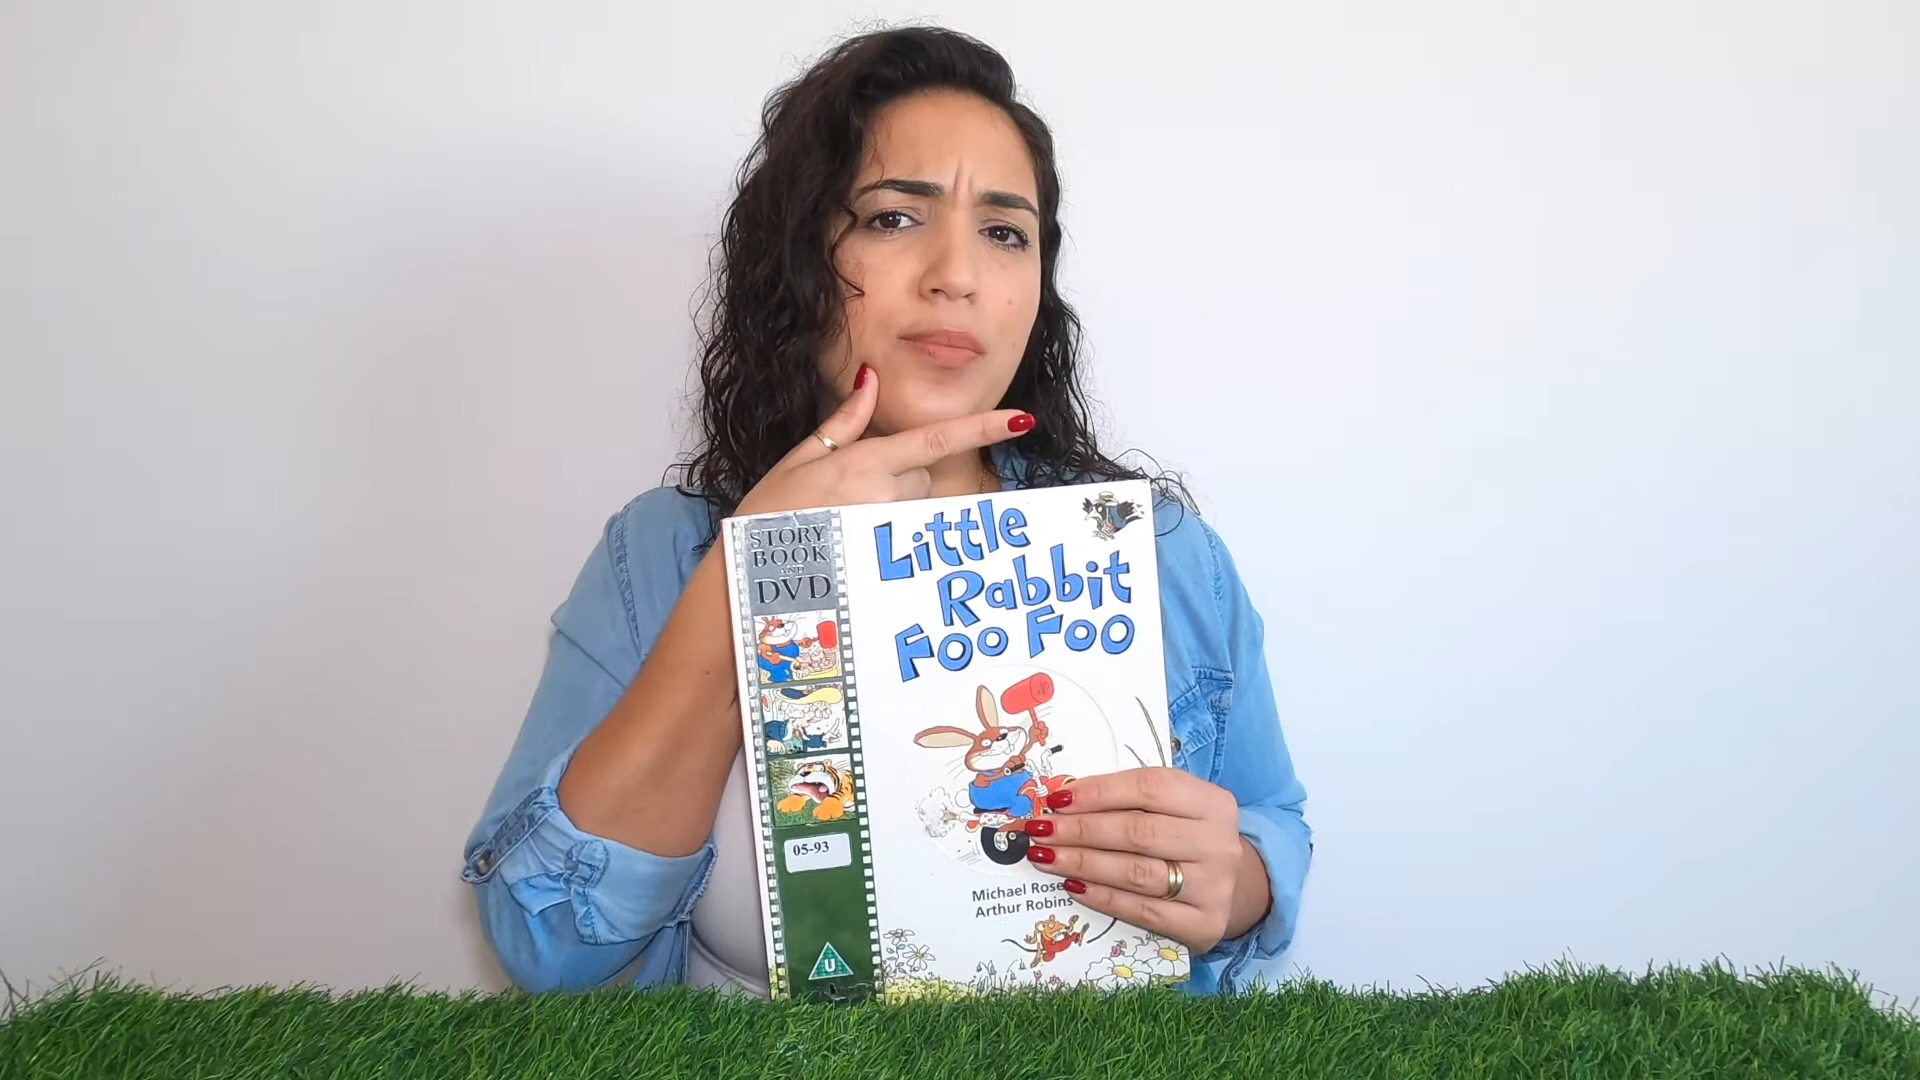 STORY
BOOK
AND
DVD
Little
Rabbit
Foo Foo
05-93
Michael Rose
Arthur Robins
U